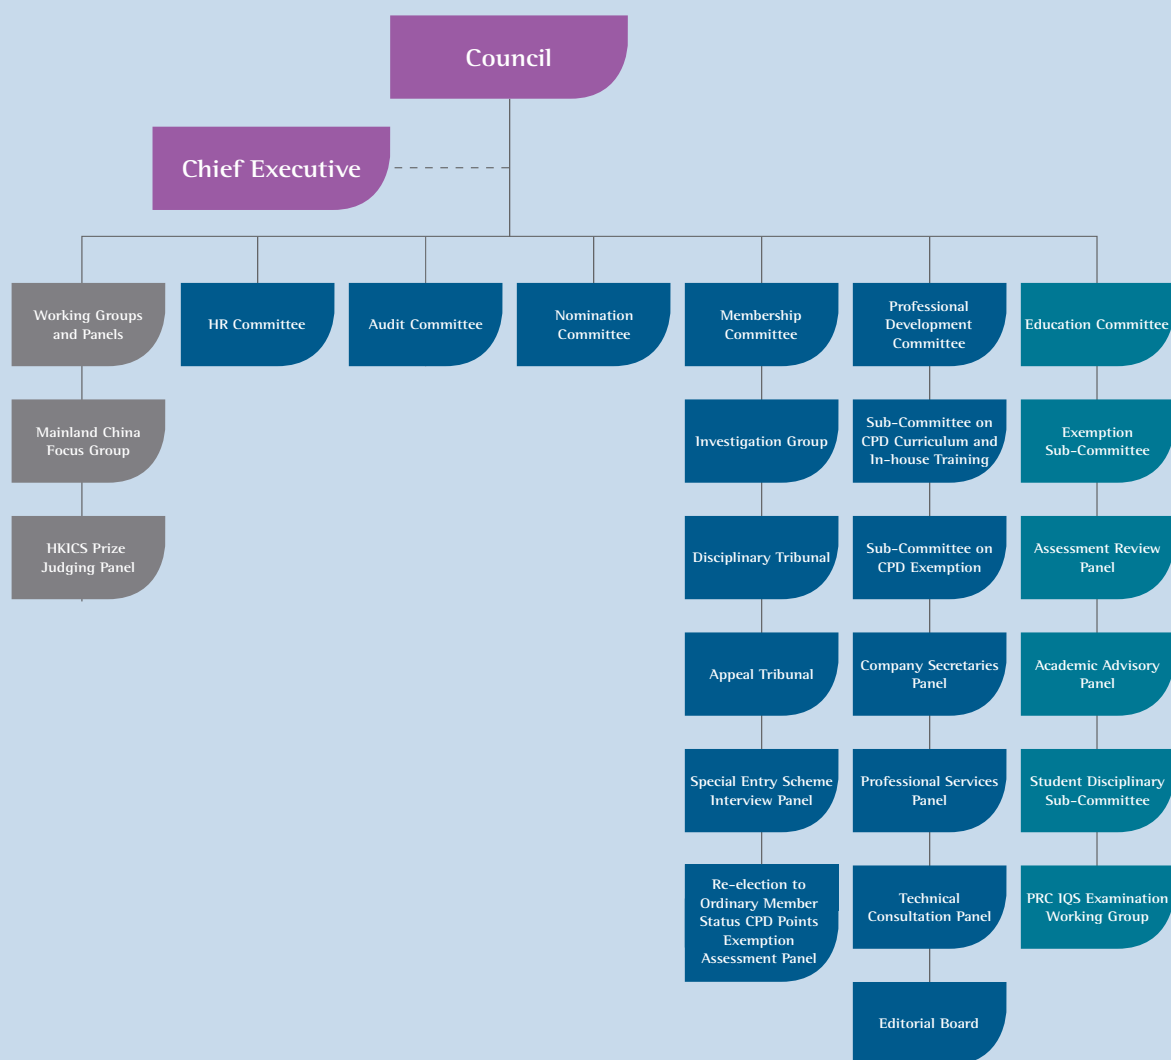 Council
Chief Executive
Working Groups
and Panels
HR Committee
Audit Committee
Nomination
Committee
Membership
Committee
Professional
Development
Committee
Education Committee
Mainland China
Focus Group
Investigation Group
Sub-Committee on
CPD Curriculum and
In-house Training
Exemption
Sub-Committee
HKICS Prize
Judging Panel
Disciplinary Tribunal
Sub-Committee on
CPD Exemption
Assessment Review
Panel
Appeal Tribunal
Company Secretaries
Panel
Academic Advisory
Panel
Special Entry Scheme
Interview Panel
Professional Services
Panel
Student Disciplinary
Sub-Committee
Re-election to
Ordinary Member
Status CPD Points
Exemption
Assessment Panel
Technical
Consultation Panel
PRC IQS Examination
Working Group
Editorial Board